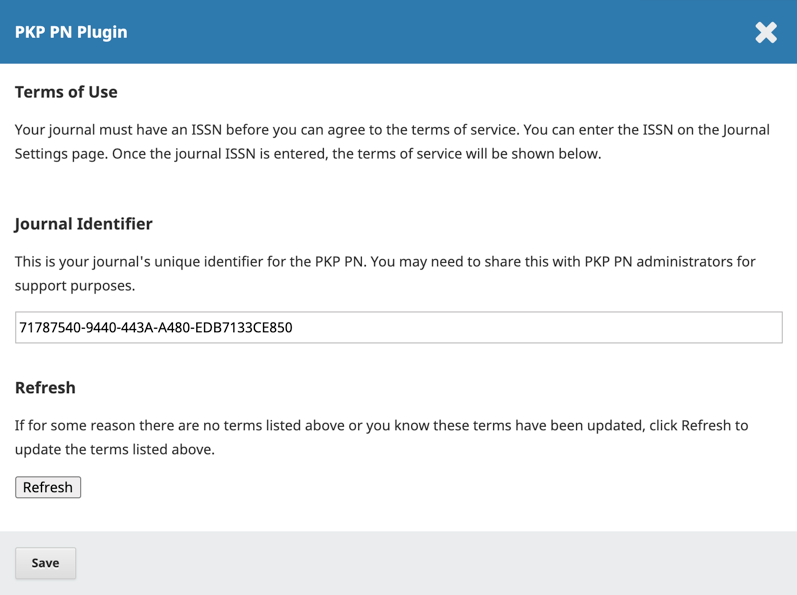 PKP PN Plugin
Terms of Use
Your journal must have an ISSN before you can agree to the terms of service. You can enter the ISSN on the Journal
Settings page. Once the journal ISSN is entered, the terms of service will be shown below.
Journal Identifier
This is your journal's unique identifier for the PKP PN. You may need to share this with PKP PN administrators for
support purposes.
71787540-9440-443A-A480-EDB7133CE850
Refresh
If for some reason there are no terms listed above or you know these terms have been updated, click Refresh to
update the terms listed above.
Refresh
Save